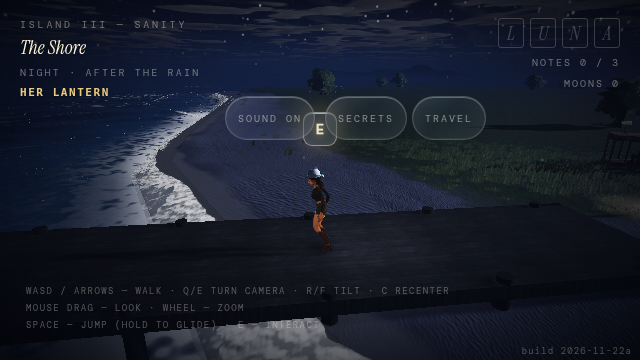 ISLAND III — SANITY
The Shore
NIGHT · AFTER THE RAIN
HER LANTERN
L U N A
NOTES 0 / 3
MOONS 0
SOUND ON
E
SECRETS
TRAVEL
WASD / ARROWS — WALK · Q/E TURN CAMERA · R/F TILT · C RECENTER
MOUSE DRAG — LOOK · WHEEL — ZOOM
SPACE — JUMP (HOLD TO GLIDE) · E — INTERACT
build 2026-11-22a